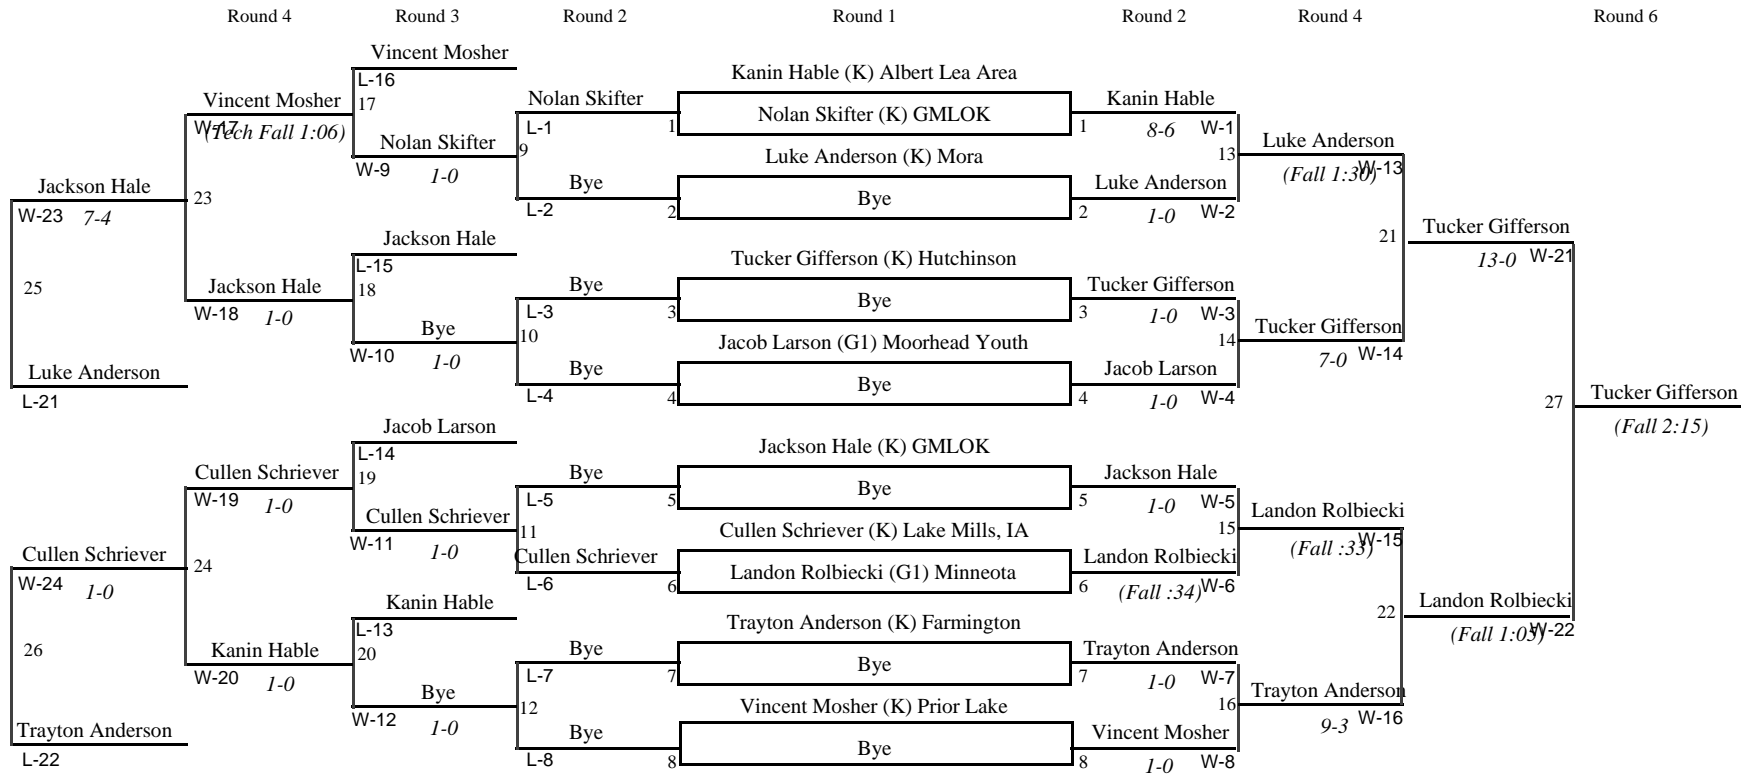 Round 4 Round 3 Round 2 Round 1 Round 2 Round 4 Round 6
Vincent Mosher
L-16
17
Vincent Mosher
W-17
(Tech Fall 1:06)
Nolan Skifter
W-9 1-0
Jackson Hale
W-23 7-4
23
Jackson Hale
L-15
18
Jackson Hale
W-18 1-0
Bye
W-10 1-0
25
Luke Anderson
L-21
Jacob Larson
L-14
19
Cullen Schriever
W-19 1-0
Cullen Schriever
W-11 1-0
Cullen Schriever
W-24 1-0
24
Kanin Hable
L-13
20
Kanin Hable
W-20 1-0
Bye
W-12 1-0
26
Trayton Anderson
L-22
Nolan Skifter
L-1 1
9
Bye
L-2 2
Bye
L-3 3
10
Bye
L-4 4
Bye
L-5 5
11
Cullen Schriever
L-6 6
Bye
L-7 7
12
Bye
L-8 8
Kanin Hable (K) Albert Lea Area
Nolan Skifter (K) GMLOK
Luke Anderson (K) Mora
Bye
Tucker Gifferson (K) Hutchinson
Bye
Jacob Larson (G1) Moorhead Youth
Bye
Jackson Hale (K) GMLOK
Bye
Cullen Schriever (K) Lake Mills, IA
Landon Rolbiecki (G1) Minneota
Trayton Anderson (K) Farmington
Bye
Vincent Mosher (K) Prior Lake
Bye
Kanin Hable
1 8-6 W-1
Luke Anderson
2 1-0 W-2
Tucker Gifferson
3 1-0 W-3
Jacob Larson
4 1-0 W-4
Jackson Hale
5 1-0 W-5
Landon Rolbiecki
6 (Fall :34) W-6
Trayton Anderson
7 1-0 W-7
Vincent Mosher
8 1-0 W-8
13
Luke Anderson
(Fall 1:30) W-13
14
Tucker Gifferson
7-0 W-14
15
Landon Rolbiecki
(Fall :33) W-15
16
Trayton Anderson
9-3 W-16
21
Tucker Gifferson
13-0 W-21
22
Landon Rolbiecki
(Fall 1:05) W-22
27
Tucker Gifferson
(Fall 2:15)